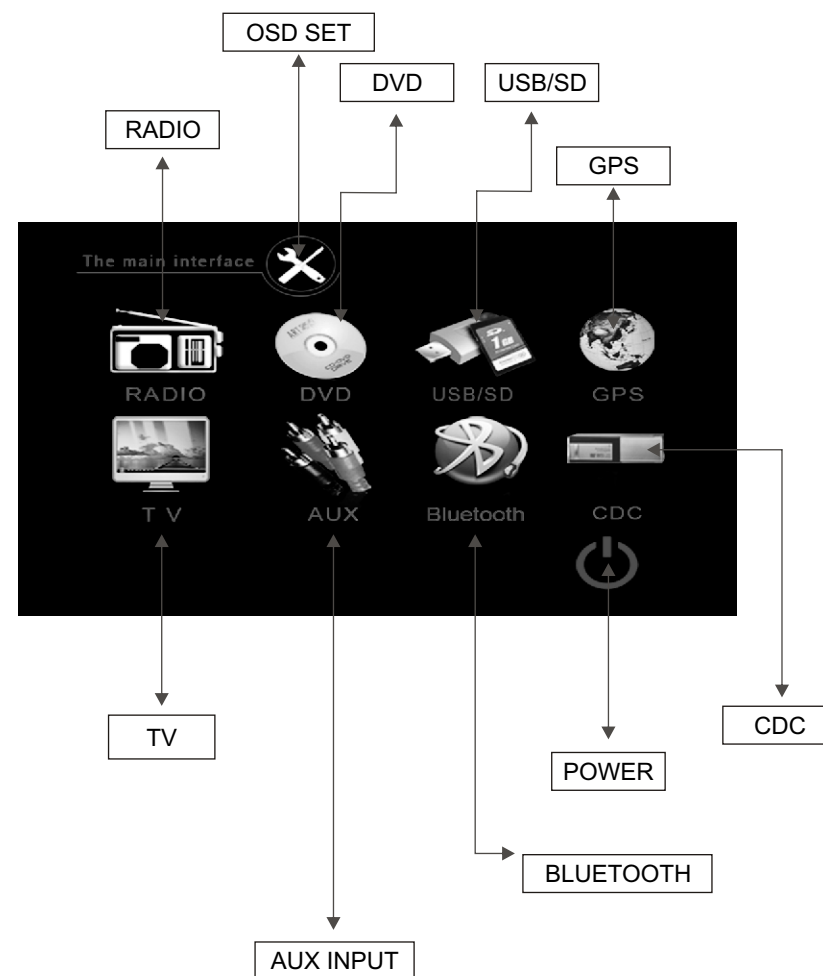 OSD SET
DVD
USB/SD
RADIO
GPS
The main interface
RADIO
DVD
USB/SD
GPS
T V
AUX
Bluetooth
CDC
TV
CDC
POWER
BLUETOOTH
AUX INPUT